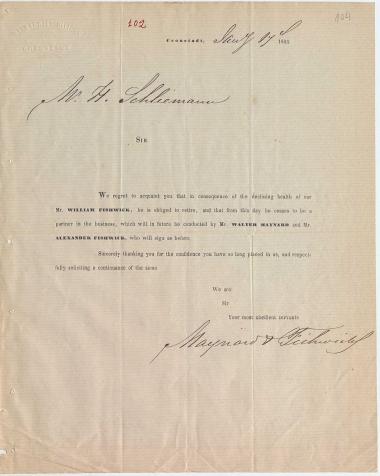 102
104
Cronstadt, Jany 17th 1855
Mr. H. Schliemann
Sir
We regret to acquaint you that in consequence of the declining health of our
Mr. WILLIAM FISHWICK, he is obliged to retire, and that from this day he ceases to be a
partner in the business, which will in future be conducted by Mr. WALTER MAYNARD and Mr.
ALEXANDER FISHWICK, who will sign as below.
Sincerely thanking you for the confidence you have so long placed in us, and respect-
fully soliciting a continuance of the same
We are
Sir
Your most obedient servants
Maynard & Fishwick